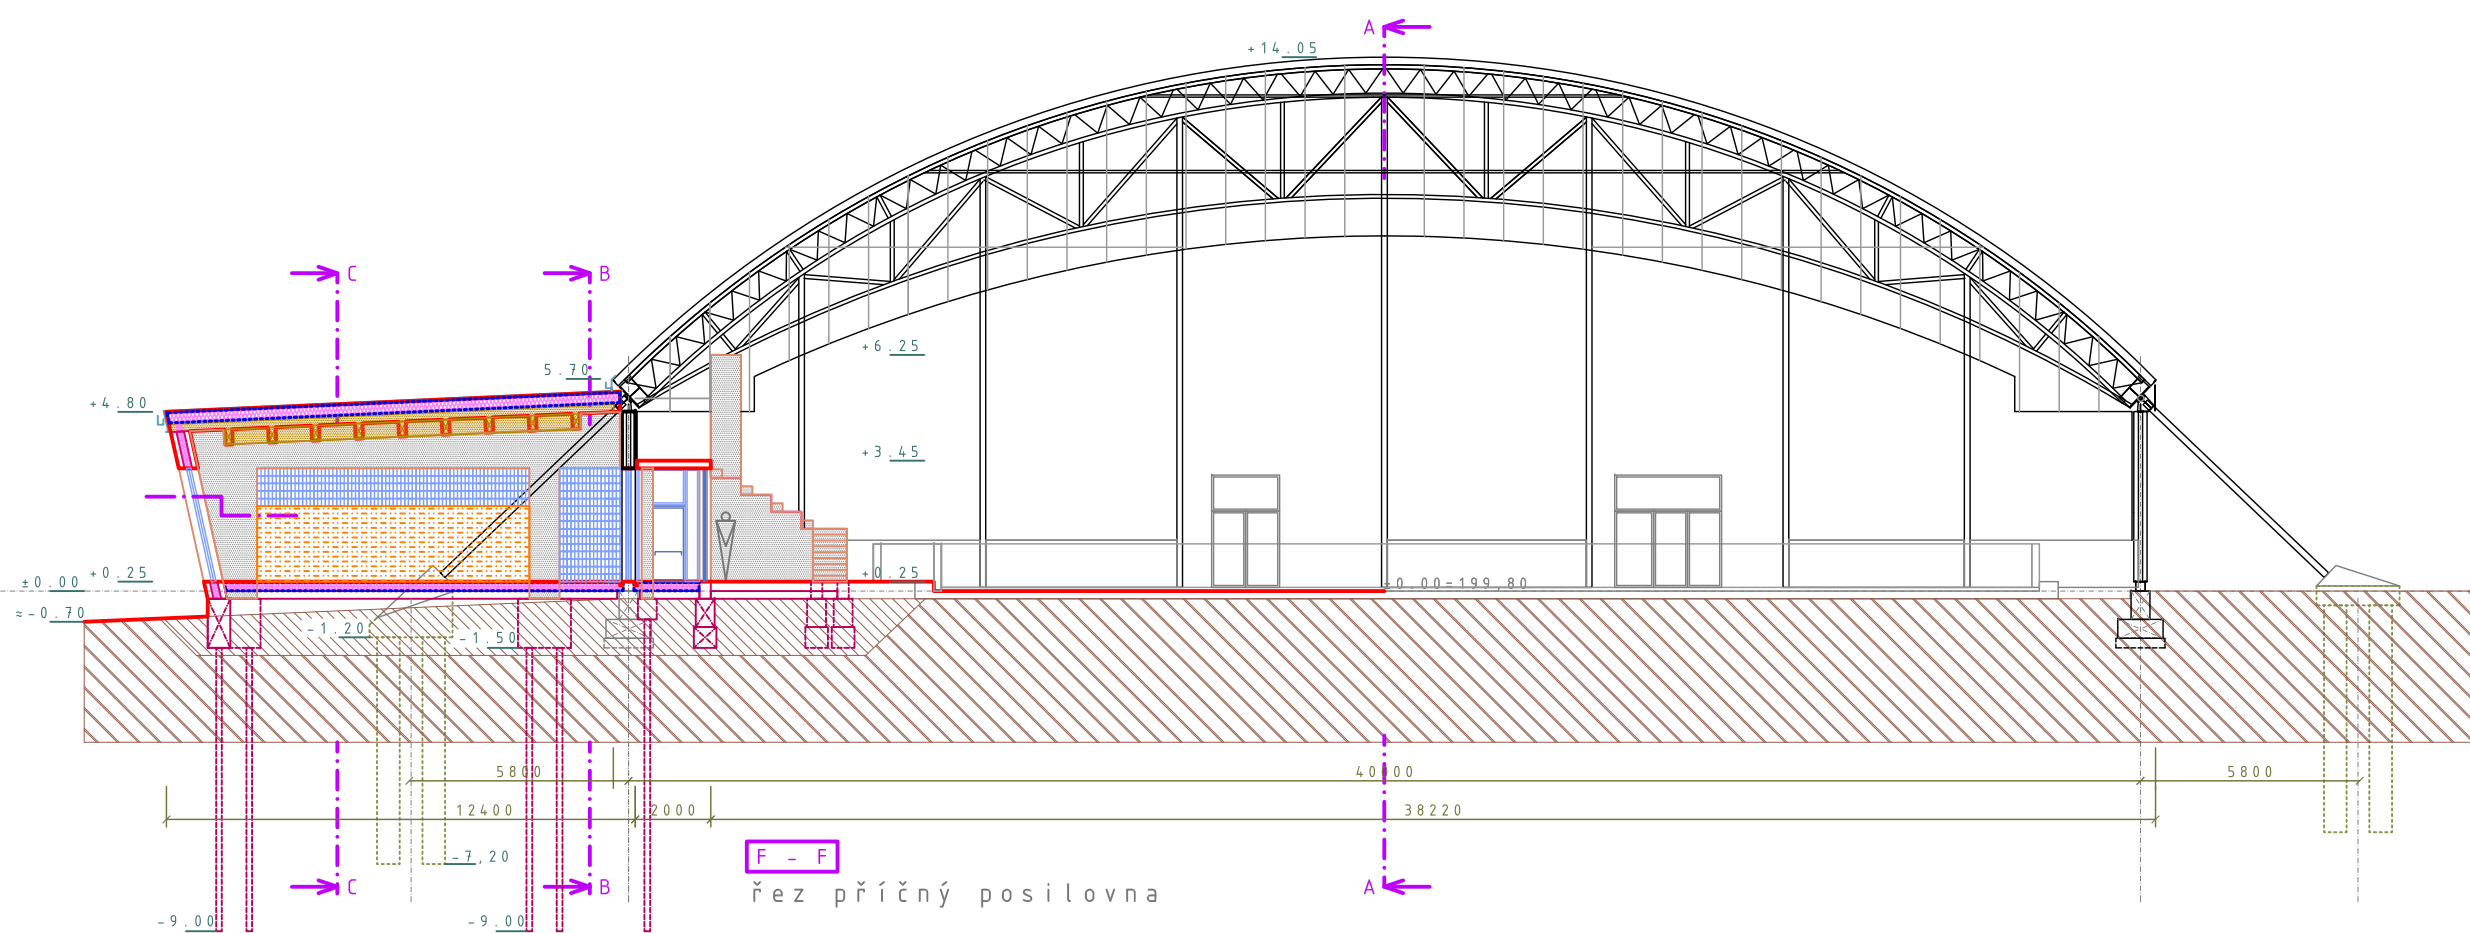 A
+14.05
C
B
+6.25
5.70
+4.80
+3.45
±0.00
+0.25
+0.25
±0.00=199,80
≈-0.70
-1.20
-1.50
5800
40000
5800
12400
2000
38220
F - F
-7,20
C
B
A
řez příčný posilovna
-9.00
-9.00